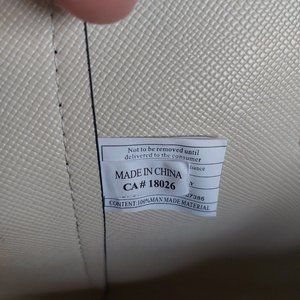 Not to be removed until
delivered to the consumer
MADE IN CHINA
CA# 18026
CONTENT:100%MAN MADE MATERIAL